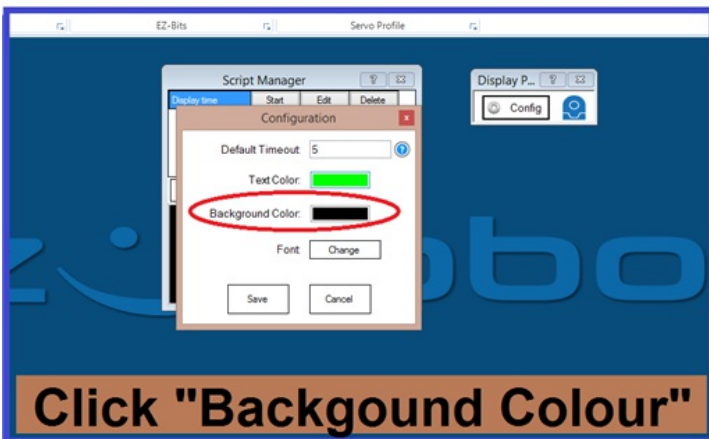 EZ-Bits Servo Profile
Script Manager
Display P...
Display time Start Edit Delete
Config
Configuration
Default Timeout: 5
Text Color:
Background Color:
Font: Change
Save Cancel
Click "Backgound Colour"